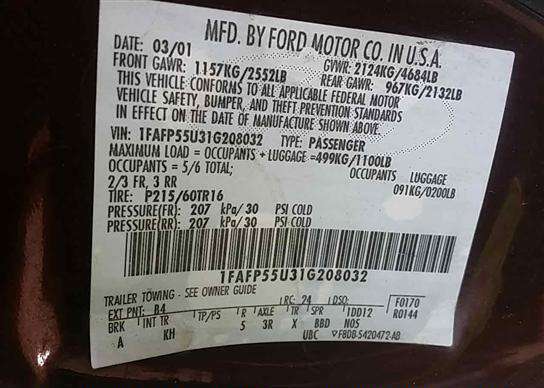 MFD. BY FORD MOTOR CO. IN U.S.A.
DATE: 03/01 GVWR: 2124KG/4684LB
FRONT GAWR: 1157KG/2552LB REAR GAWR: 967KG/2132LB
THIS VEHICLE CONFORMS TO ALL APPLICABLE FEDERAL MOTOR
VEHICLE SAFETY, BUMPER, AND THEFT PREVENTION STANDARDS
IN EFFECT ON THE DATE OF MANUFACTURE SHOWN ABOVE.
VIN: 1FAFP55U31G208032 TYPE: PASSENGER
MAXIMUM LOAD = OCCUPANTS + LUGGAGE = 499KG/1100LB
OCCUPANTS = 5/6 TOTAL; OCCUPANTS LUGGAGE
2/3 FR, 3 RR 091KG/0200LB
TIRE: P215/60TR16
PRESSURE(FR): 207 kPa/30 PSI COLD
PRESSURE(RR): 207 kPa/30 PSI COLD
1FAFP55U31G208032
TRAILER TOWING - SEE OWNER GUIDE
EXT PNT: B4 RC: 24 DSO: F0170
BRK INT TR TP/PS R AXLE TR SPR IDD12 R0144
A KH 5 3R X BBD NOS
UBC F80B-5420472-AB